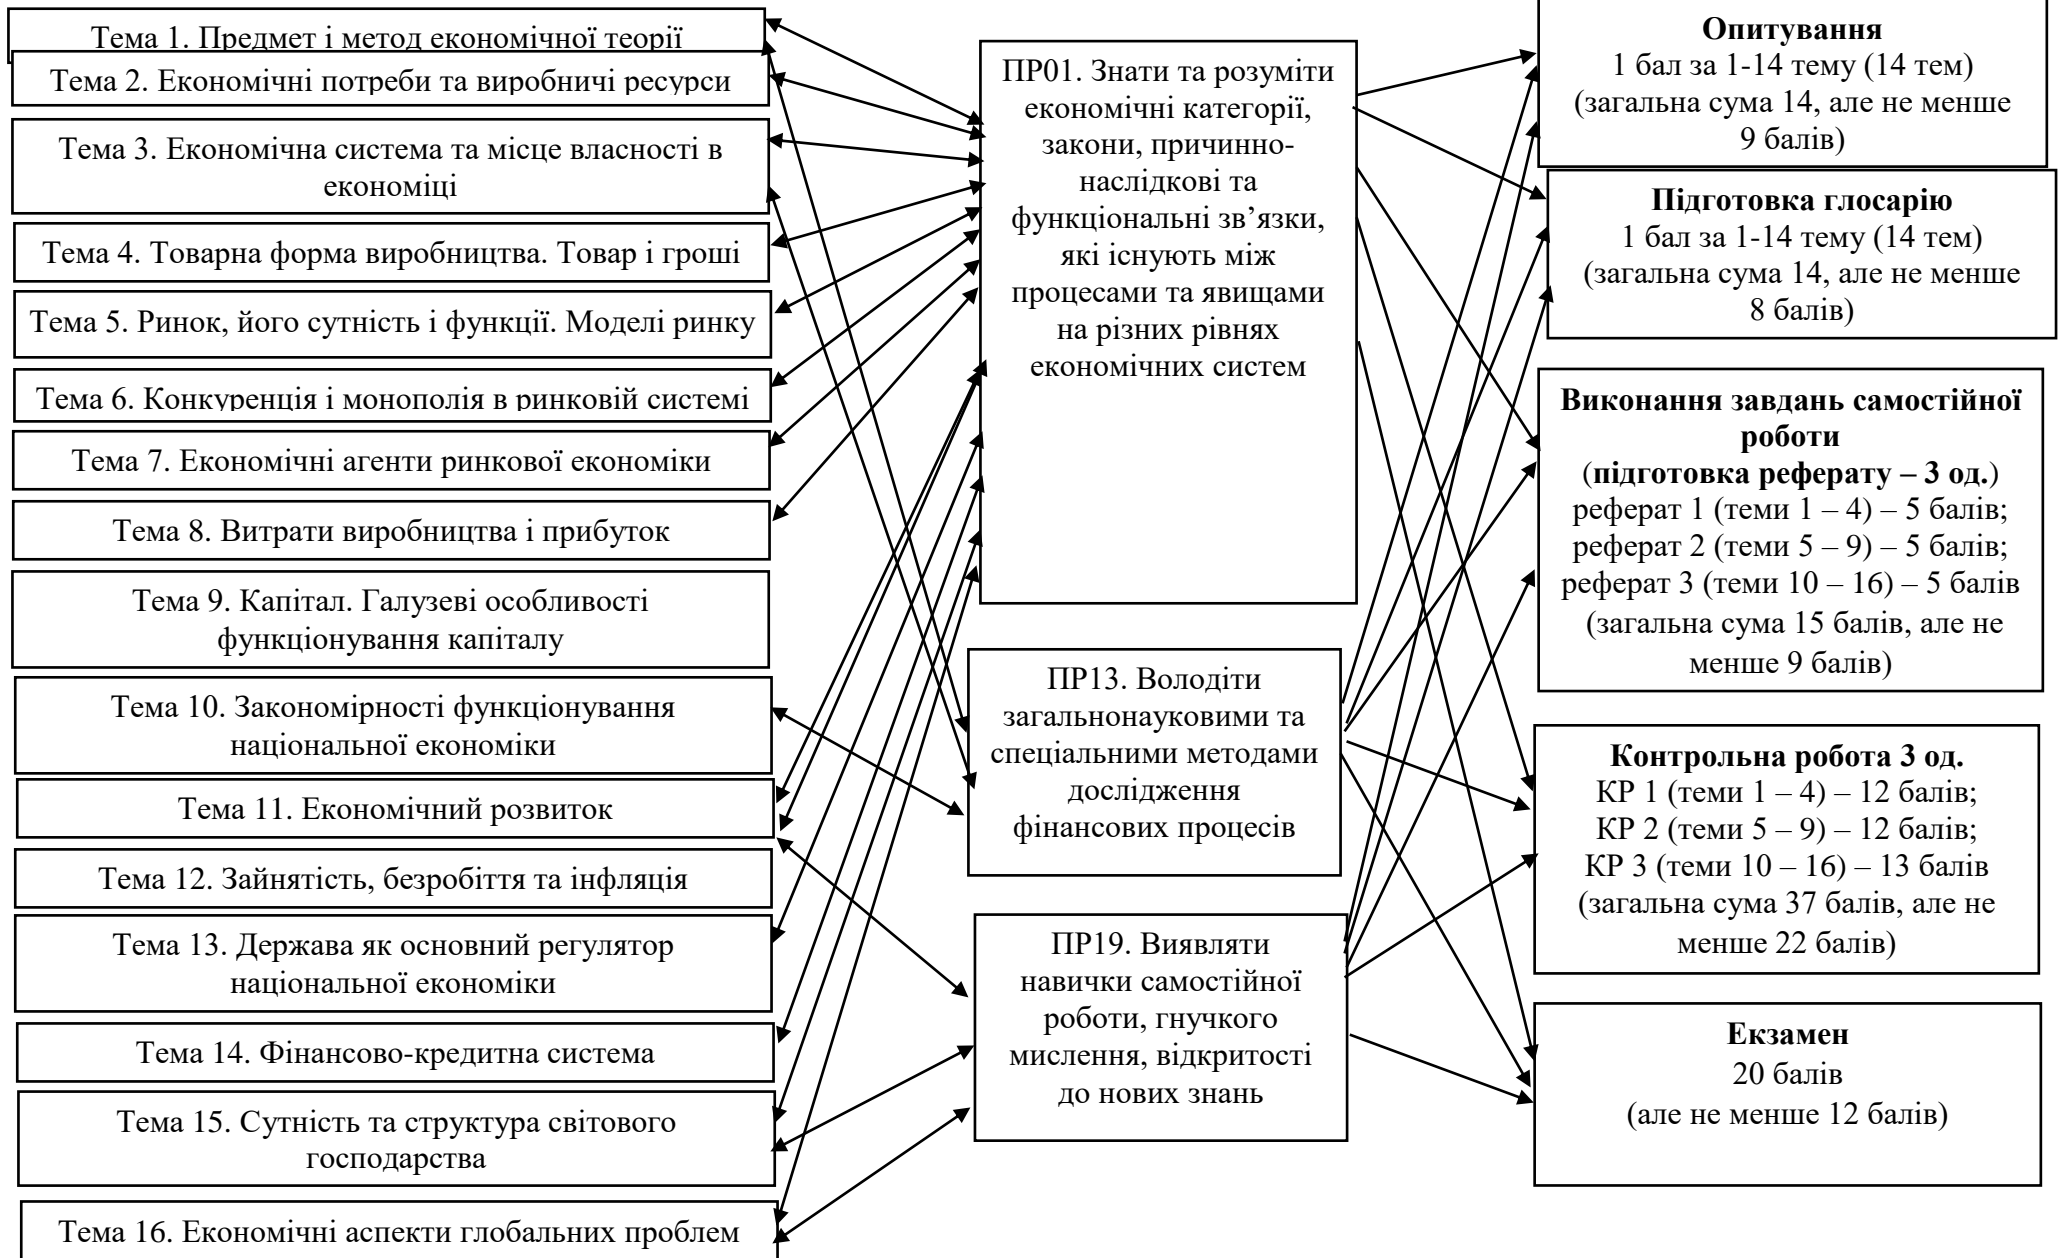 Тема 1. Предмет і метод економічної теорії
Тема 2. Економічні потреби та виробничі ресурси
Тема 3. Економічна система та місце власності в
економіці
Тема 4. Товарна форма виробництва. Товар і гроші
Тема 5. Ринок, його сутність і функції. Моделі ринку
Тема 6. Конкуренція і монополія в ринковій системі
Тема 7. Економічні агенти ринкової економіки
Тема 8. Витрати виробництва і прибуток
Тема 9. Капітал. Галузеві особливості
функціонування капіталу
Тема 10. Закономірності функціонування
національної економіки
Тема 11. Економічний розвиток
Тема 12. Зайнятість, безробіття та інфляція
Тема 13. Держава як основний регулятор
національної економіки
Тема 14. Фінансово-кредитна система
Тема 15. Сутність та структура світового
господарства
Тема 16. Економічні аспекти глобальних проблем
ПР01. Знати та розуміти
економічні категорії,
закони, причинно-
наслідкові та
функціональні зв’язки,
які існують між
процесами та явищами
на різних рівнях
економічних систем
ПР13. Володіти
загальнонауковими та
спеціальними методами
дослідження
фінансових процесів
ПР19. Виявляти
навички самостійної
роботи, гнучкого
мислення, відкритості
до нових знань
Опитування
1 бал за 1-14 тему (14 тем)
(загальна сума 14, але не менше
9 балів)
Підготовка глосарію
1 бал за 1-14 тему (14 тем)
(загальна сума 14, але не менше
8 балів)
Виконання завдань самостійної
роботи
(підготовка реферату – 3 од.)
реферат 1 (теми 1 – 4) – 5 балів;
реферат 2 (теми 5 – 9) – 5 балів;
реферат 3 (теми 10 – 16) – 5 балів
(загальна сума 15 балів, але не
менше 9 балів)
Контрольна робота 3 од.
КР 1 (теми 1 – 4) – 12 балів;
КР 2 (теми 5 – 9) – 12 балів;
КР 3 (теми 10 – 16) – 13 балів
(загальна сума 37 балів, але не
менше 22 балів)
Екзамен
20 балів
(але не менше 12 балів)